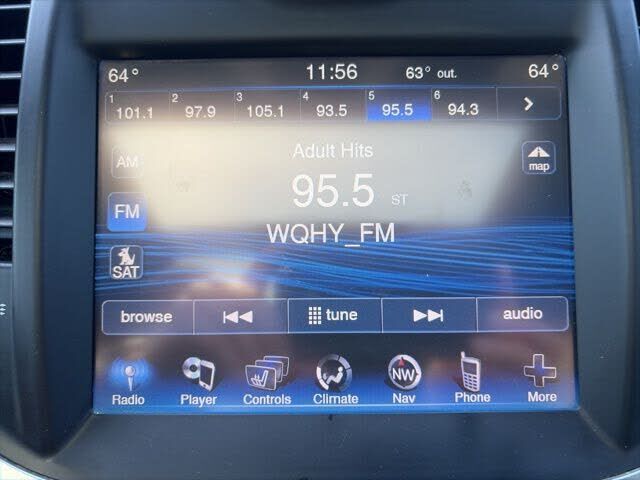 64° 11:56 63° out. 64°
1 101.1 2 97.9 3 105.1 4 93.5 5 95.5 6 94.3 >
AM
Adult Hits
map
95.5 ST
FM
WQHY_FM
SAT
browse tune audio
NW
Radio Player Controls Climate Nav Phone More